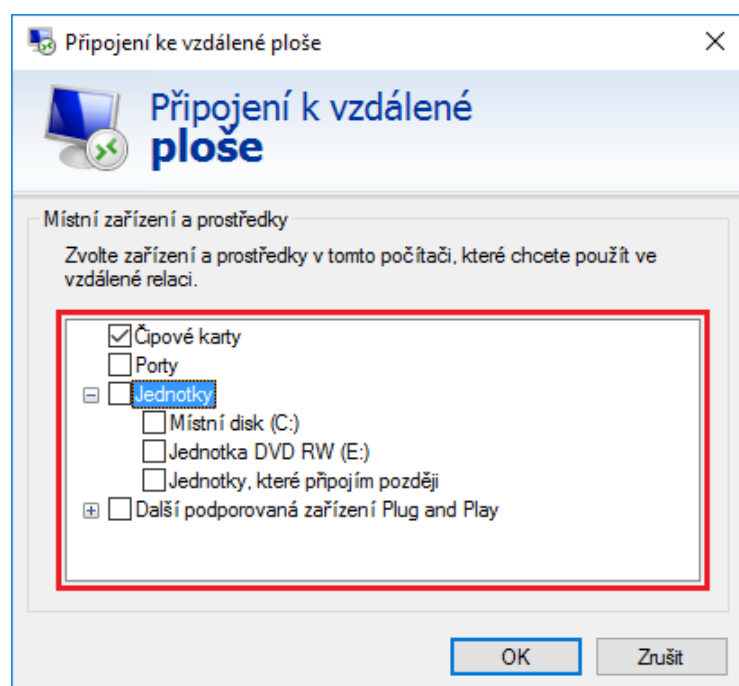 Připojení ke vzdálené ploše
Připojení k vzdálené
ploše
Místní zařízení a prostředky
Zvolte zařízení a prostředky v tomto počítači, které chcete použít ve
vzdálené relaci.
Čipové karty
Porty
Jednotky
Místní disk (C:)
Jednotka DVD RW (E:)
Jednotky, které připojím později
Další podporovaná zařízení Plug and Play
OK
Zrušit